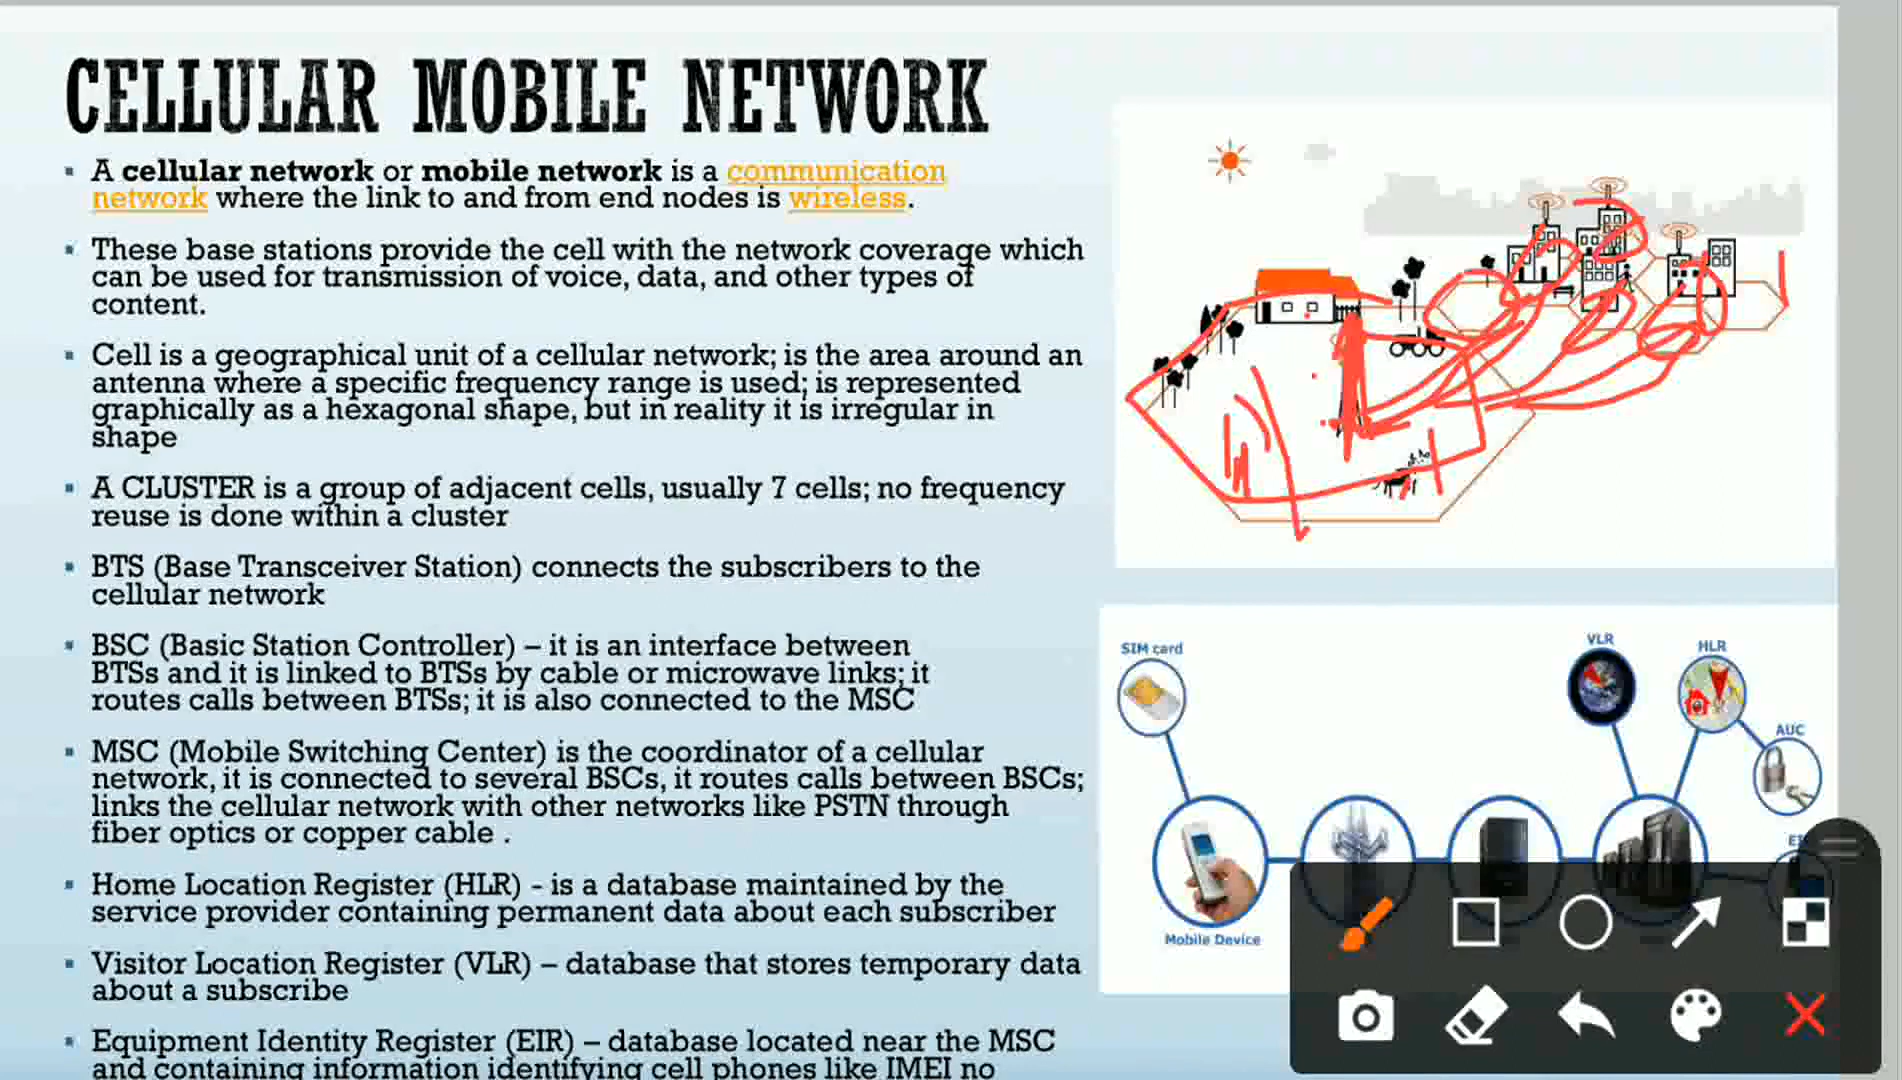 CELLULAR MOBILE NETWORK
▪ A cellular network or mobile network is a communication
network where the link to and from end nodes is wireless.
▪ These base stations provide the cell with the network coverage which
can be used for transmission of voice, data, and other types of
content.
▪ Cell is a geographical unit of a cellular network; is the area around an
antenna where a specific frequency range is used; is represented
graphically as a hexagonal shape, but in reality it is irregular in
shape
▪ A CLUSTER is a group of adjacent cells, usually 7 cells; no frequency
reuse is done within a cluster
▪ BTS (Base Transceiver Station) connects the subscribers to the
cellular network
▪ BSC (Basic Station Controller) – it is an interface between
BTSs and it is linked to BTSs by cable or microwave links; it
routes calls between BTSs; it is also connected to the MSC
▪ MSC (Mobile Switching Center) is the coordinator of a cellular
network, it is connected to several BSCs, it routes calls between BSCs;
links the cellular network with other networks like PSTN through
fiber optics or copper cable .
▪ Home Location Register (HLR) - is a database maintained by the
service provider containing permanent data about each subscriber
▪ Visitor Location Register (VLR) – database that stores temporary data
about a subscribe
▪ Equipment Identity Register (EIR) – database located near the MSC
and containing information identifying cell phones like IMEI no
SIM card
VLR
HLR
AUC
Mobile Device